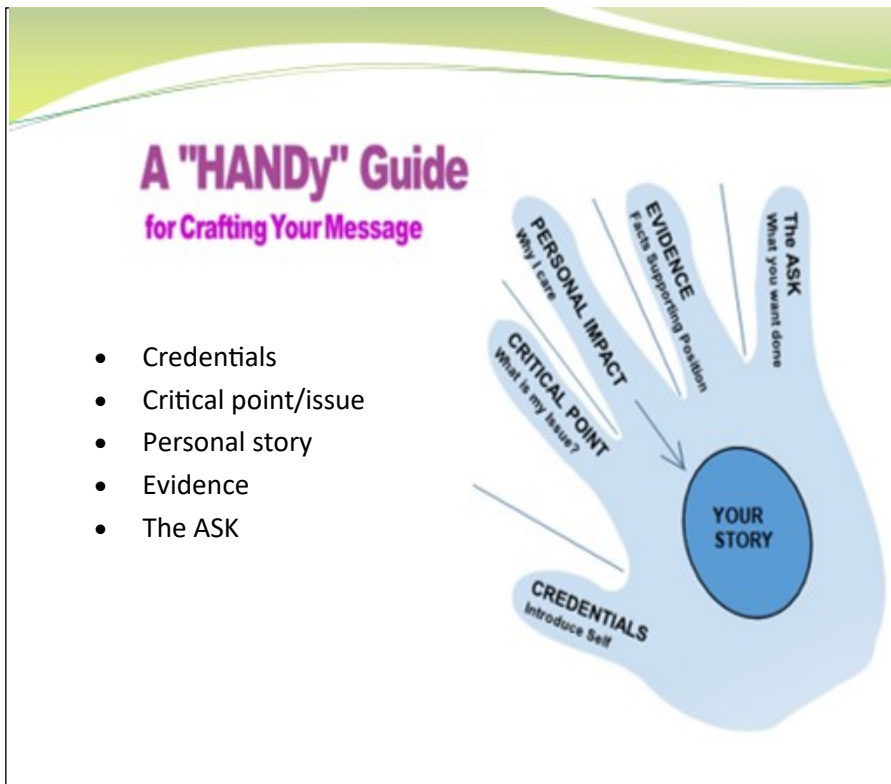 A "HANDy" Guide
for Crafting Your Message
• Credentials
• Critical point/issue
• Personal story
• Evidence
• The ASK
CREDENTIALS
Introduce Self
CRITICAL POINT
What is my Issue?
PERSONAL IMPACT
Why I care
EVIDENCE
Facts Supporting Position
The ASK
What you want done
YOUR
STORY